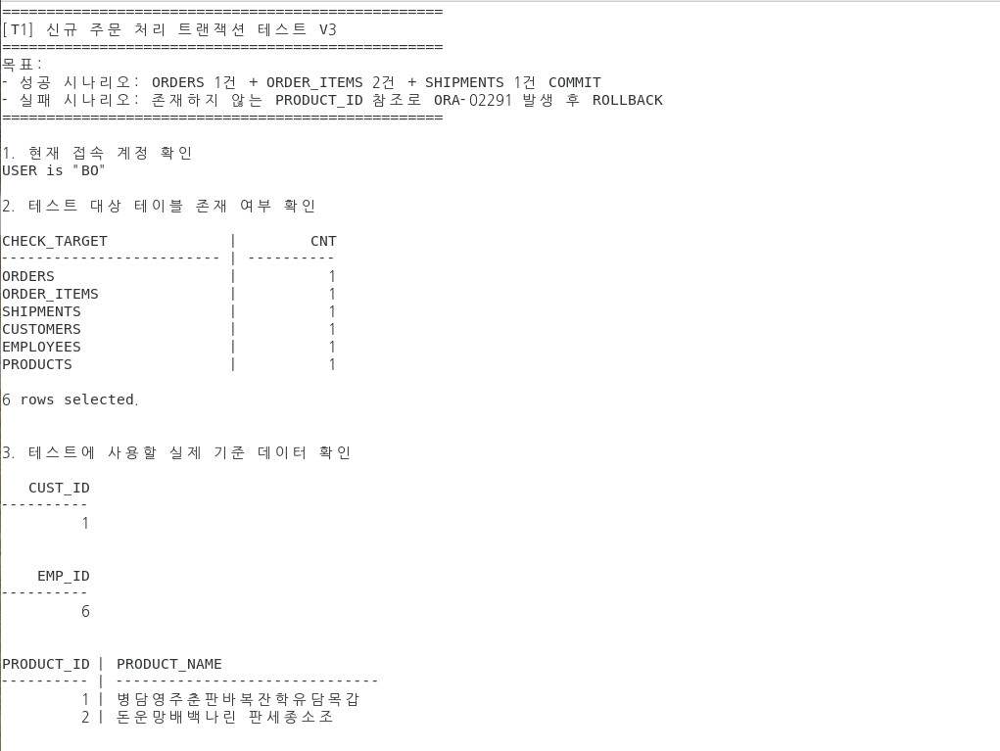 ==================================================
[T1] 신규 주문 처리 트랜잭션 테스트 V3
==================================================
목표:
- 성공 시나리오: ORDERS 1건 + ORDER_ITEMS 2건 + SHIPMENTS 1건 COMMIT
- 실패 시나리오: 존재하지 않는 PRODUCT_ID 참조로 ORA-02291 발생 후 ROLLBACK
==================================================
1. 현재 접속 계정 확인
USER is "BO"
2. 테스트 대상 테이블 존재 여부 확인
CHECK_TARGET | CNT
------------------------- | ----------
ORDERS | 1
ORDER_ITEMS | 1
SHIPMENTS | 1
CUSTOMERS | 1
EMPLOYEES | 1
PRODUCTS | 1
6 rows selected.
3. 테스트에 사용할 실제 기준 데이터 확인
CUST_ID
----------
1
EMP_ID
----------
6
PRODUCT_ID | PRODUCT_NAME
---------- | ------------------------------
1 | 병담영주춘판바복잔학유담목갑
2 | 돈운망배백나린 판세종소조